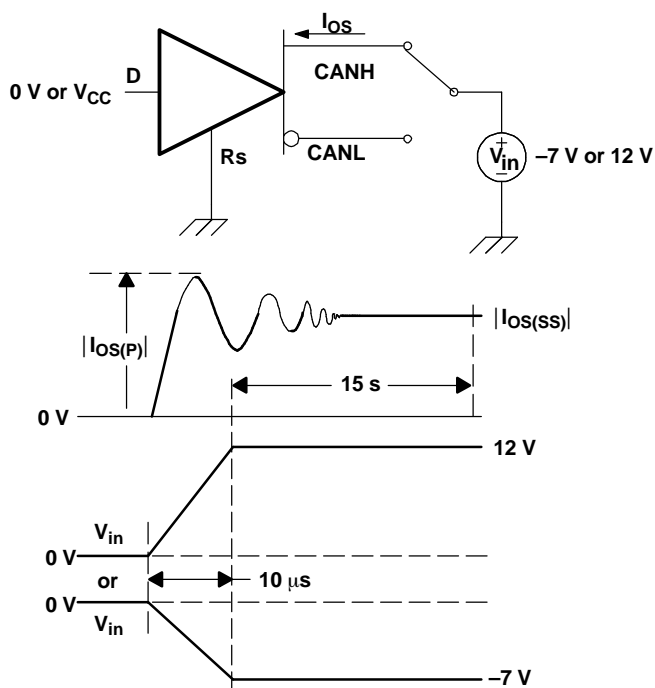 I_OS
D
CANH
0 V or V_CC
Rs
CANL
V_in
–7 V or 12 V
|I_OS(P)|
|I_OS(SS)|
15 s
0 V
12 V
V_in
0 V
or
10 μs
0 V
V_in
–7 V